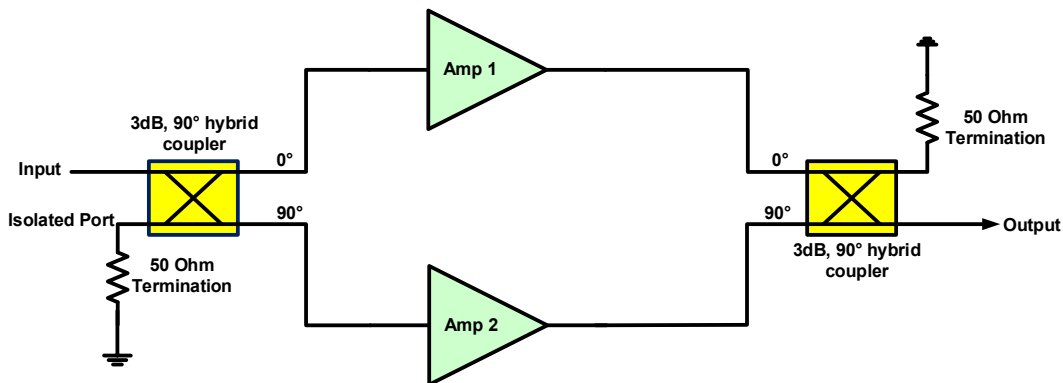 Amp 1
3dB, 90° hybrid
coupler
50 Ohm
Termination
Input
0°
0°
Isolated Port
90°
90°
Output
3dB, 90° hybrid
coupler
50 Ohm
Termination
Amp 2